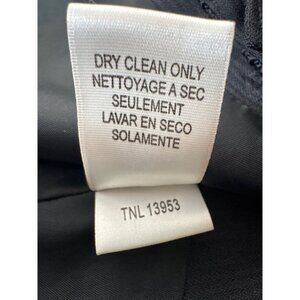 DRY CLEAN ONLY
NETTOYAGE A SEC
SEULEMENT
LAVAR EN SECO
SOLAMENTE
TNL 13953